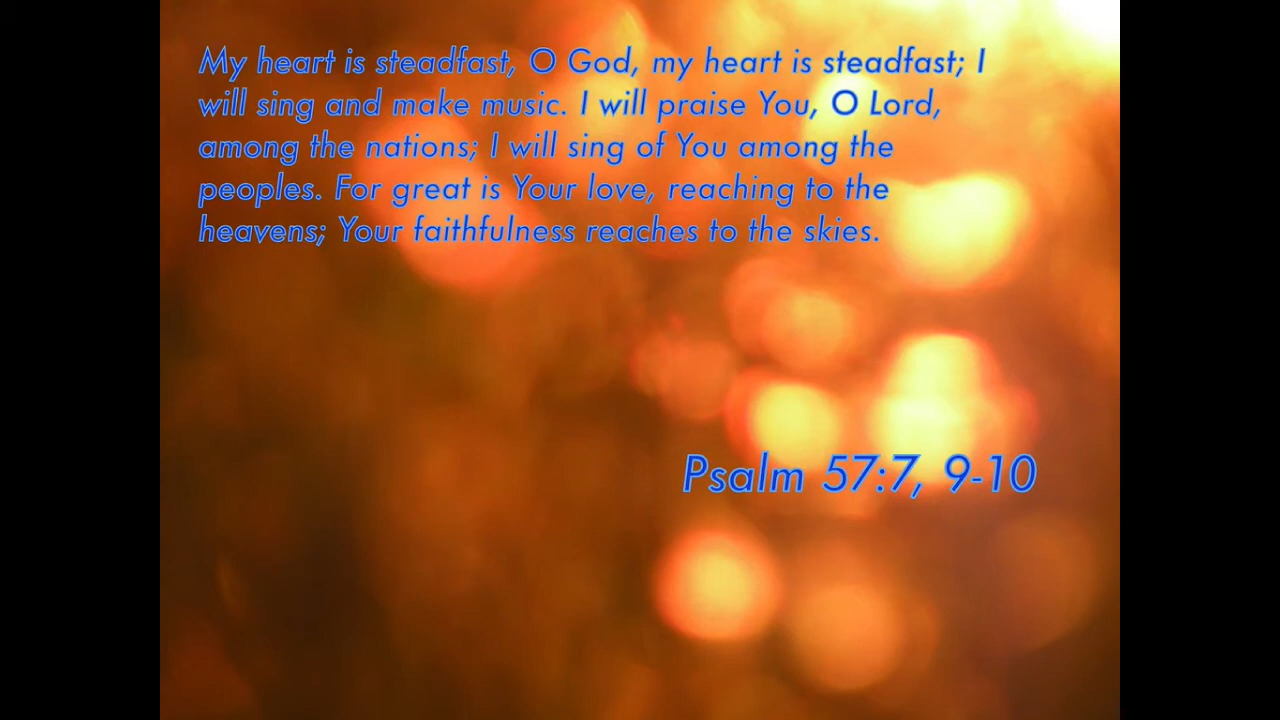 My heart is steadfast, O God, my heart is steadfast; I
will sing and make music. I will praise You, O Lord,
among the nations; I will sing of You among the
peoples. For great is Your love, reaching to the
heavens; Your faithfulness reaches to the skies.
Psalm 57:7, 9-10